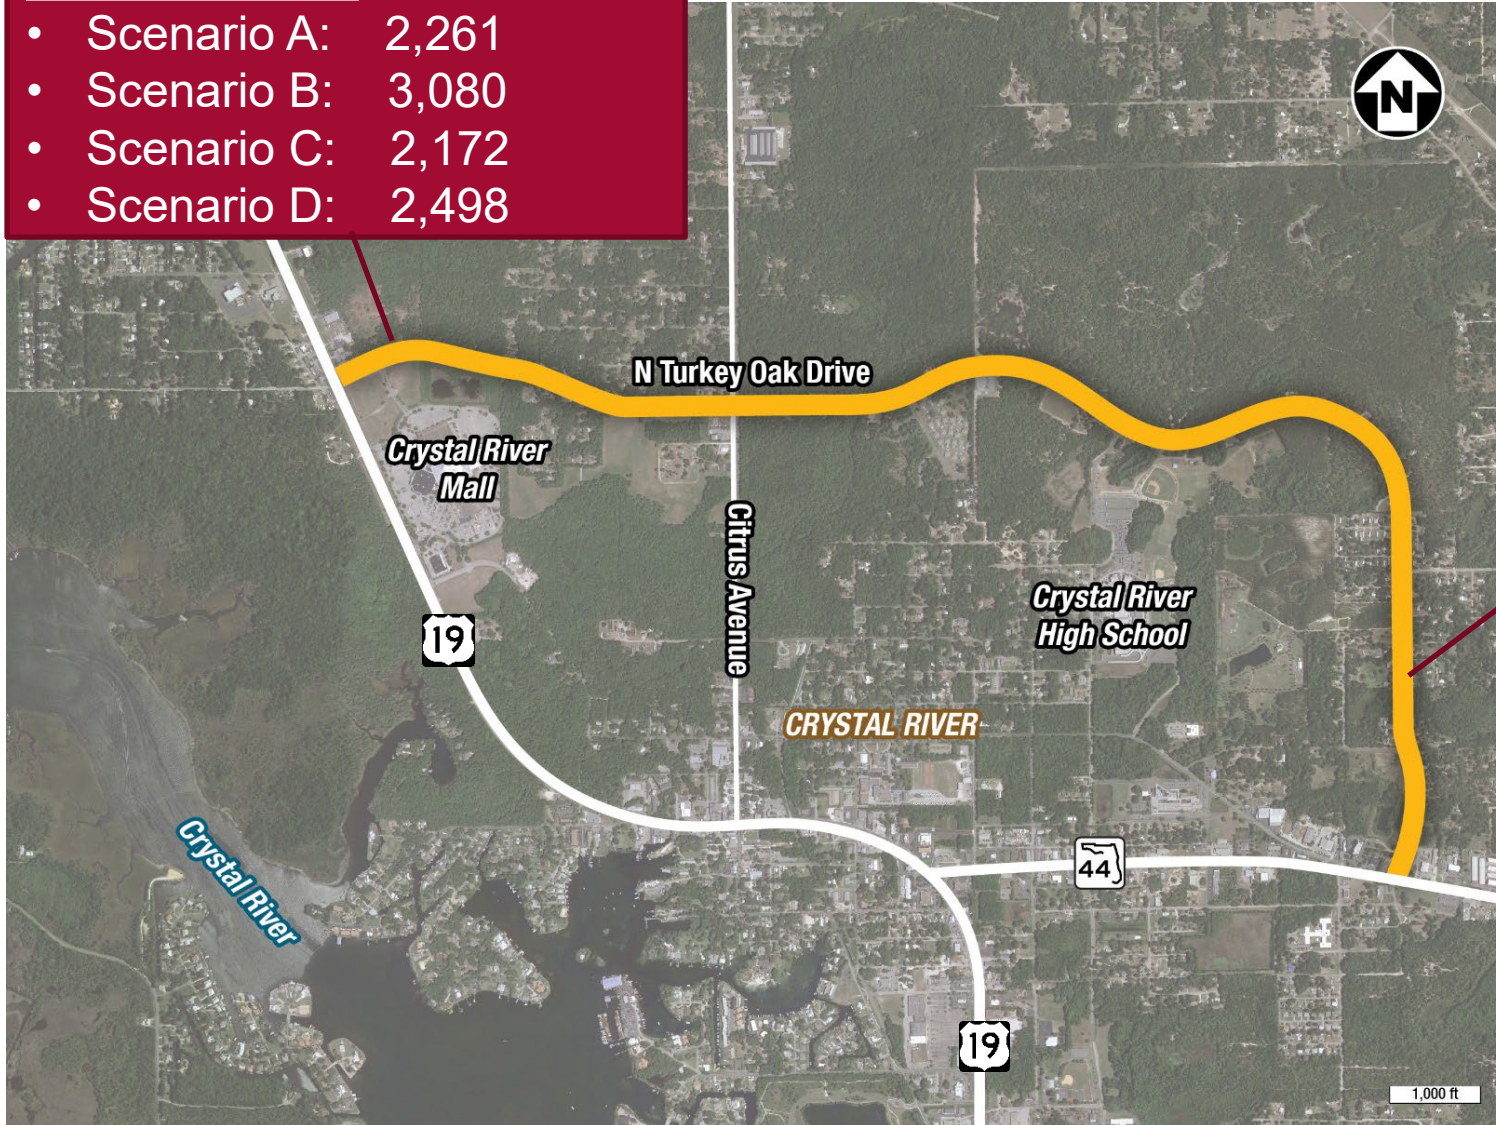 • Scenario A: 2,261
• Scenario B: 3,080
• Scenario C: 2,172
• Scenario D: 2,498
N
N Turkey Oak Drive
Crystal River
Mall
Citrus Avenue
Crystal River
High School
19
CRYSTAL RIVER
Crystal River
44
19
1,000 ft